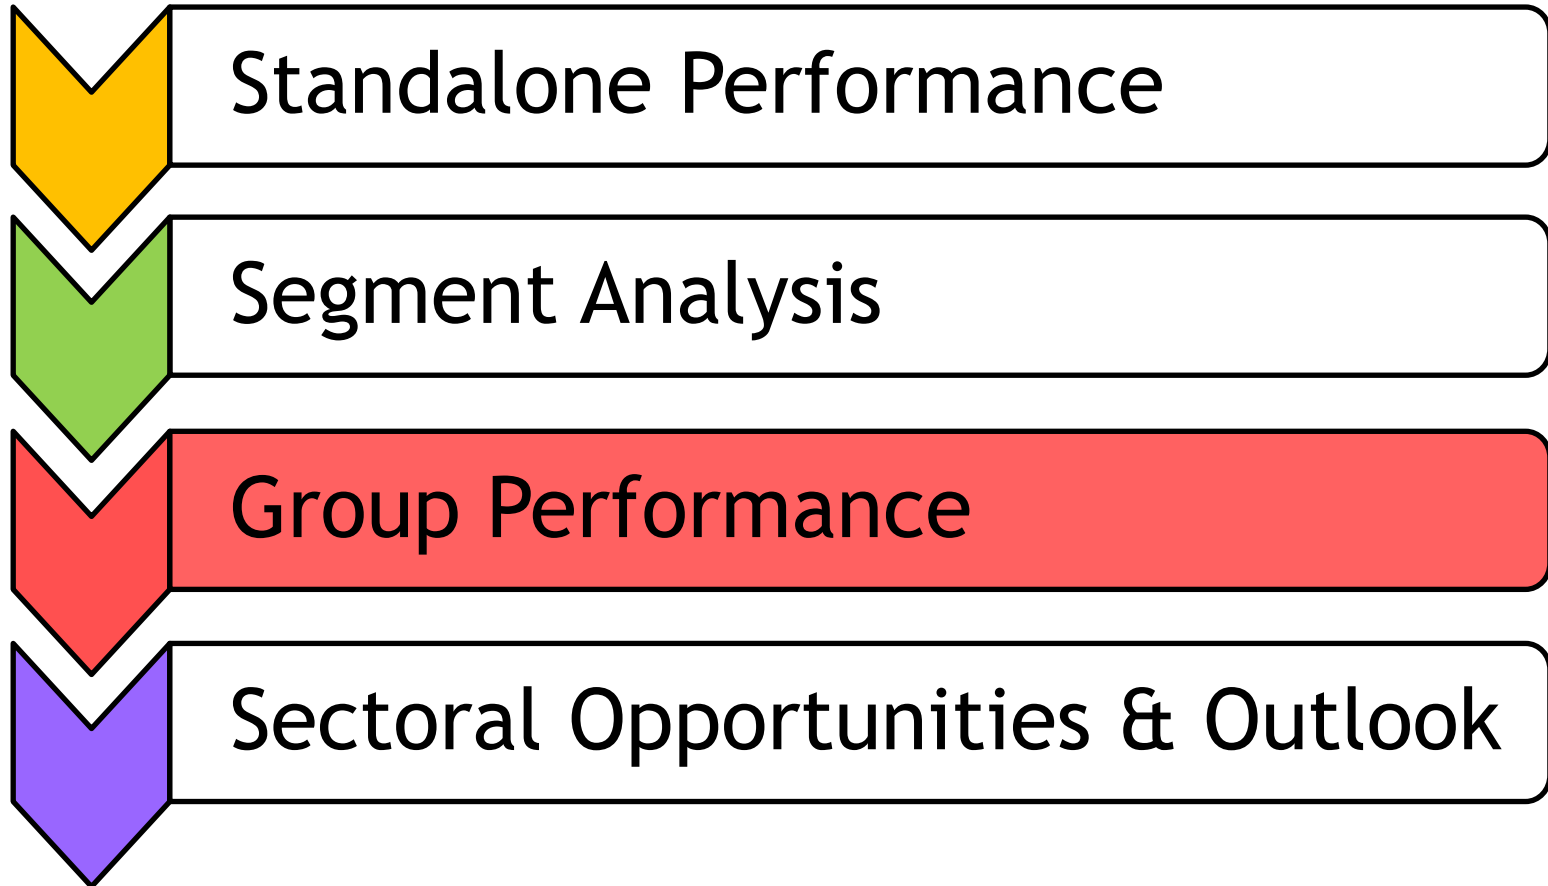 Standalone Performance
Segment Analysis
Group Performance
Sectoral Opportunities & Outlook